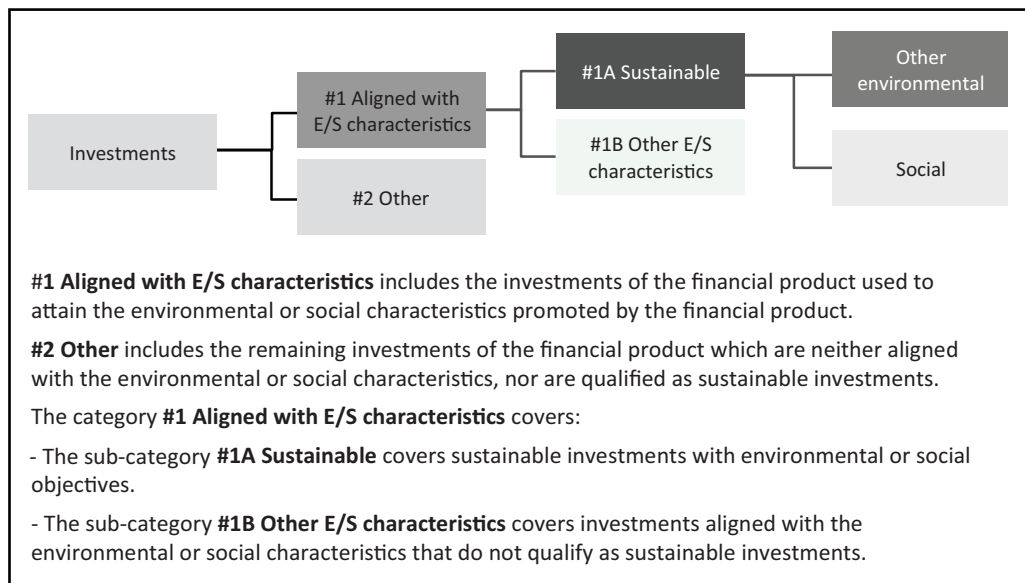 Investments
#1 Aligned with
E/S characteristics
#2 Other
#1A Sustainable
#1B Other E/S
characteristics
Other
environmental
Social
#1 Aligned with E/S characteristics includes the investments of the financial product used to
attain the environmental or social characteristics promoted by the financial product.
#2 Other includes the remaining investments of the financial product which are neither aligned
with the environmental or social characteristics, nor are qualified as sustainable investments.
The category #1 Aligned with E/S characteristics covers:
- The sub-category #1A Sustainable covers sustainable investments with environmental or social
objectives.
- The sub-category #1B Other E/S characteristics covers investments aligned with the
environmental or social characteristics that do not qualify as sustainable investments.